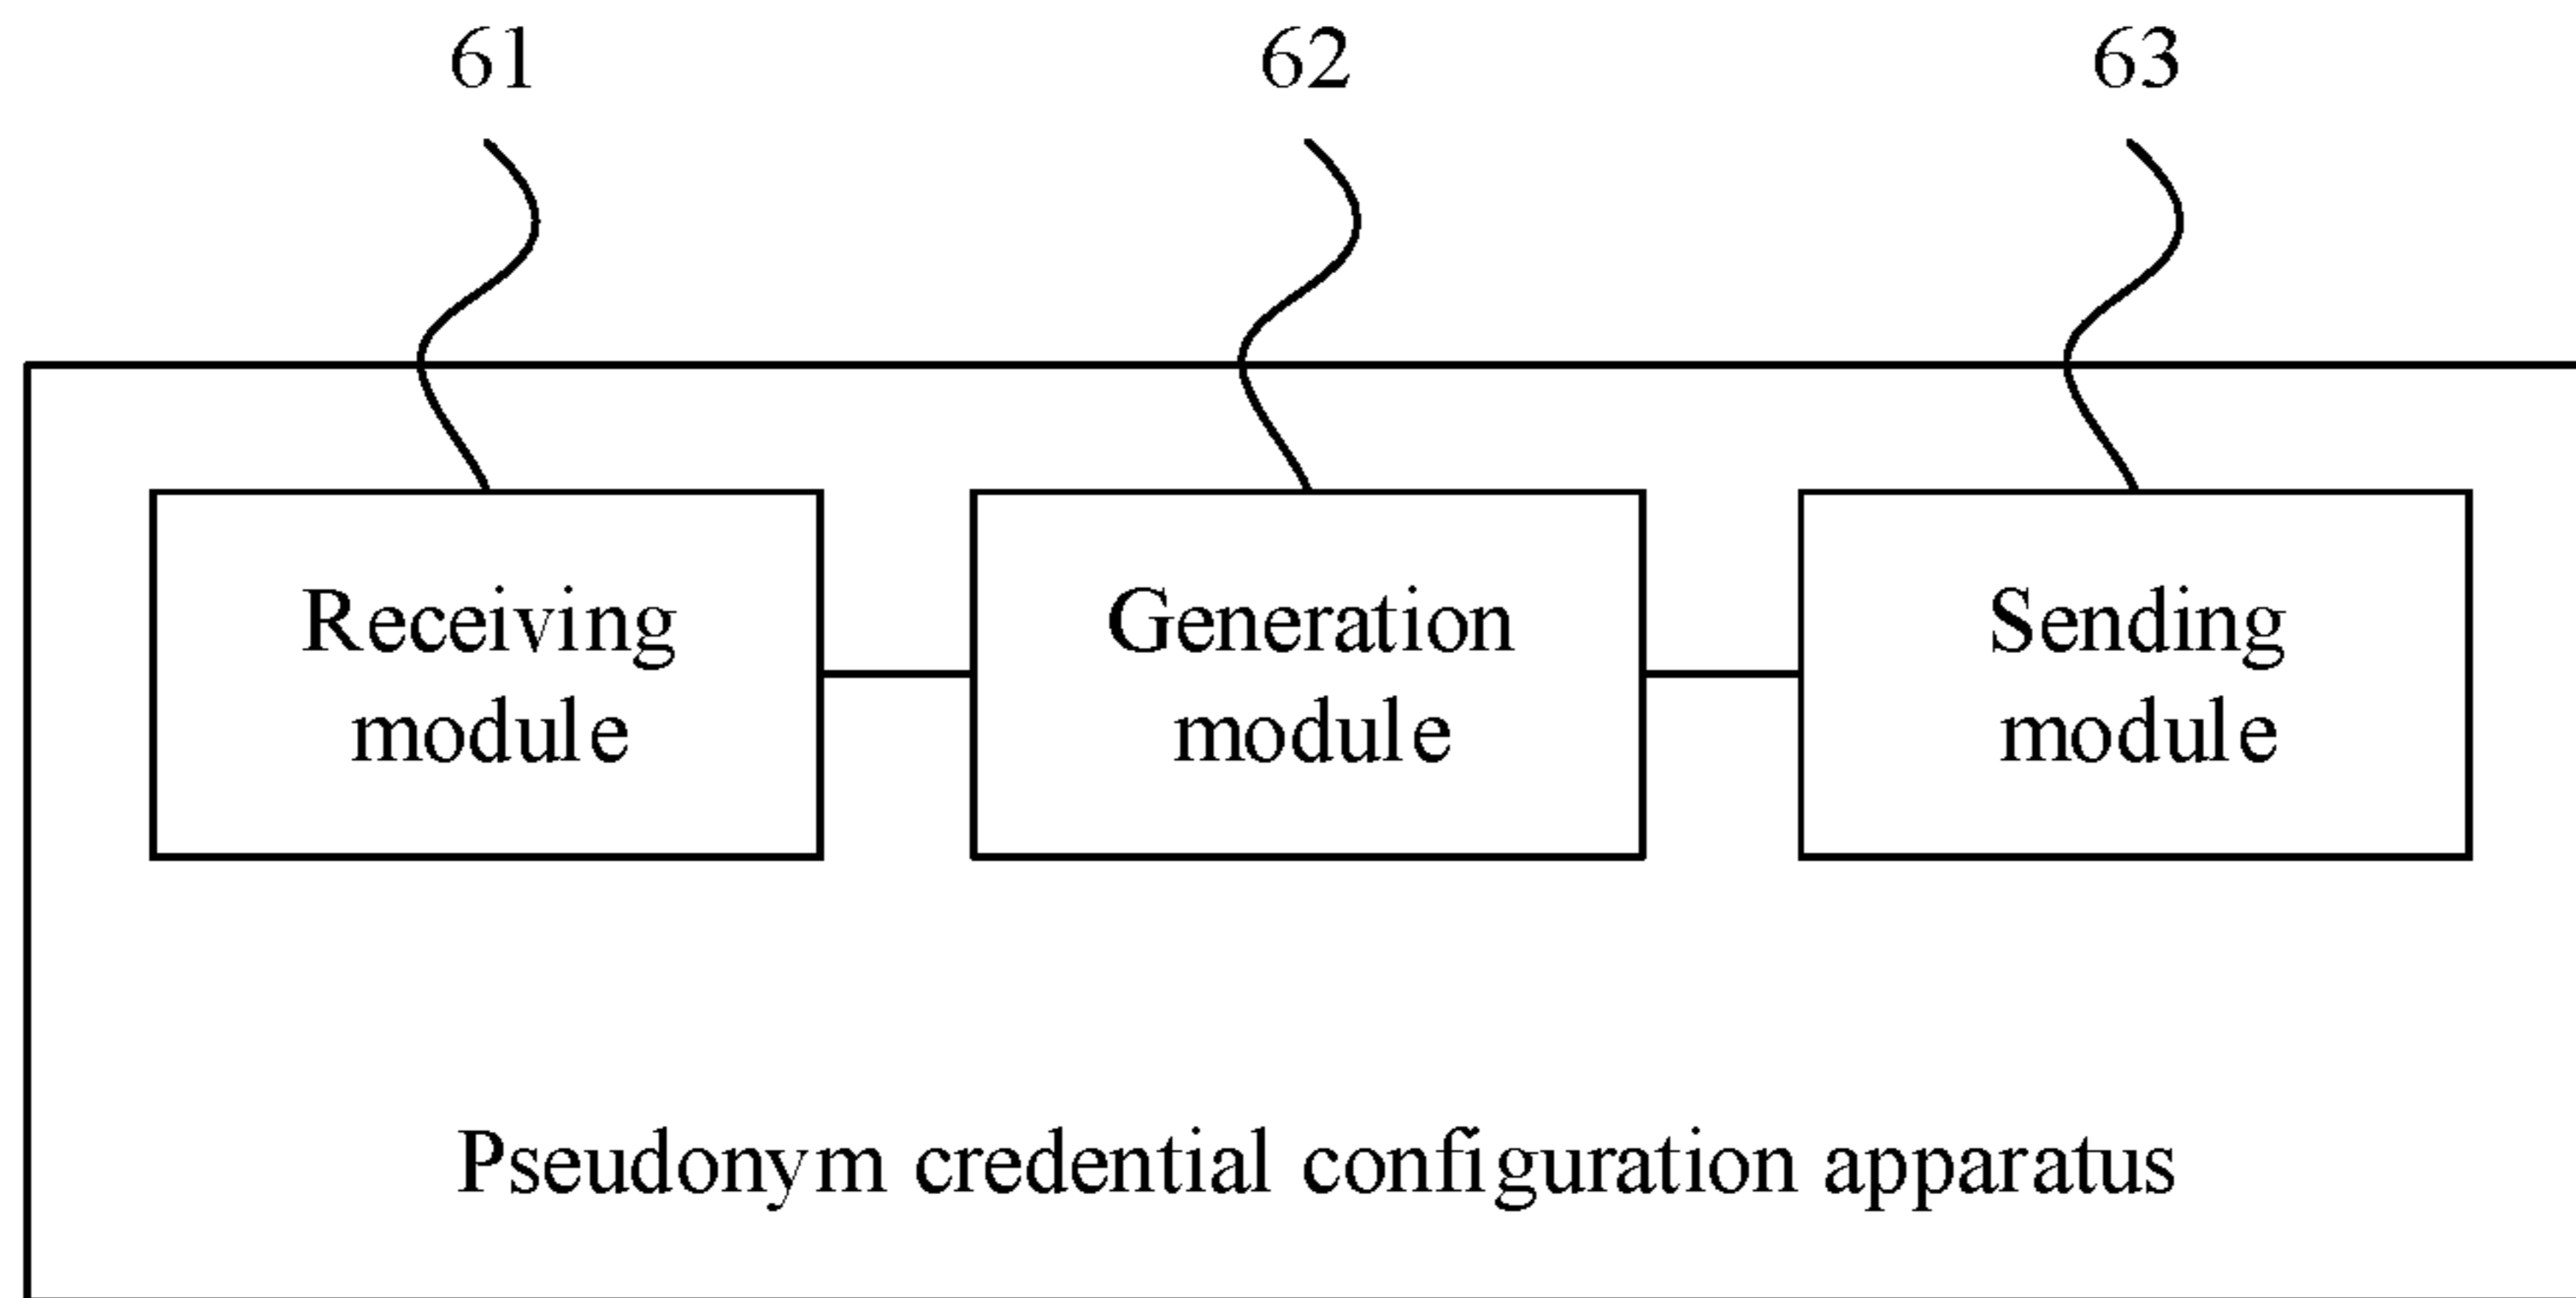 61 62 63
Receiving module
Generation module
Sending module
Pseudonym credential configuration apparatus